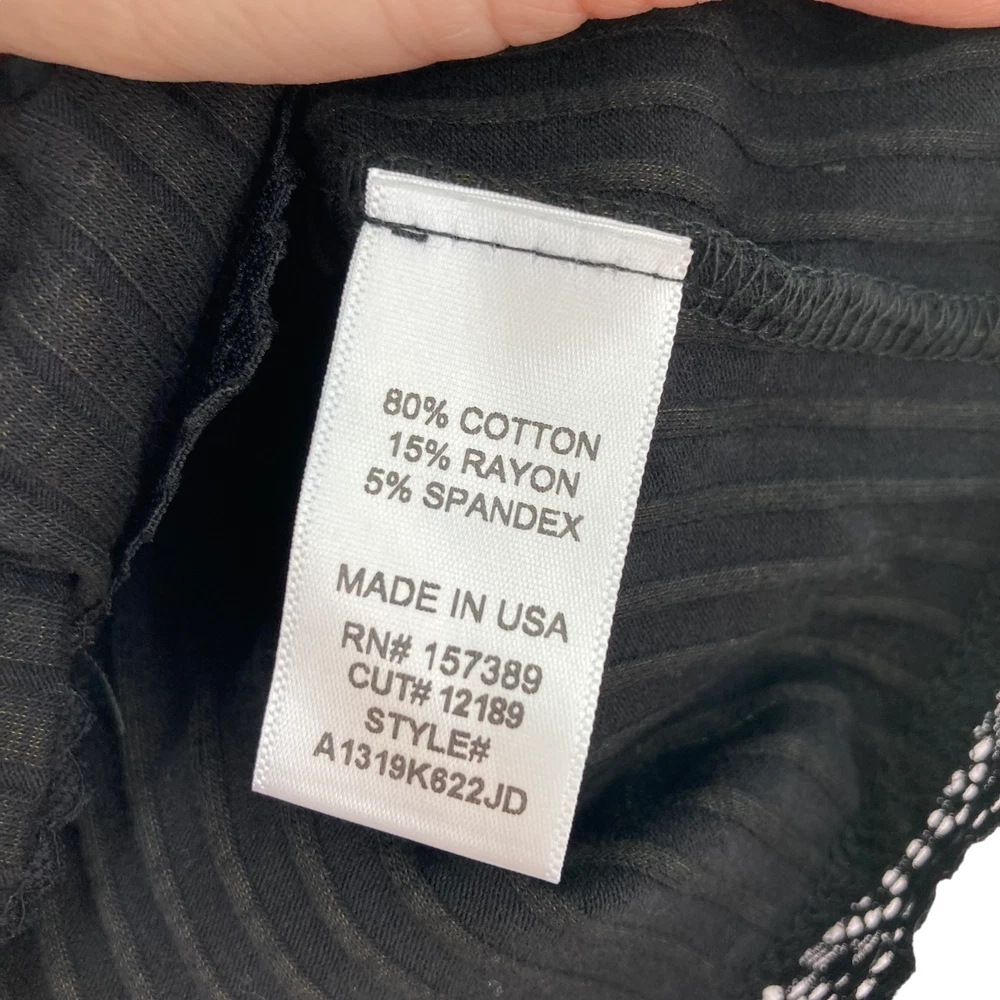 80% COTTON
15% RAYON
5% SPANDEX
MADE IN USA
RN# 157389
CUT# 12189
STYLE#
A1319K622JD